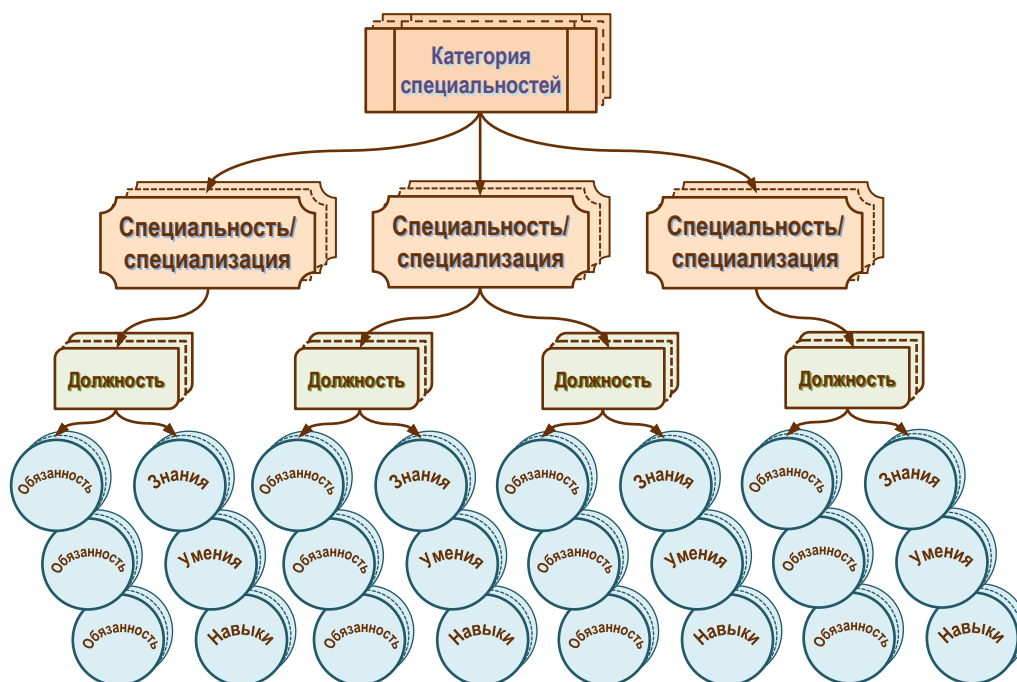 Категория
специальностей
Специальность/
специализация
Специальность/
специализация
Специальность/
специализация
Должность
Должность
Должность
Должность
Обязанность
Знания
Обязанность
Знания
Обязанность
Знания
Обязанность
Знания
Обязанность
Умения
Обязанность
Умения
Обязанность
Умения
Обязанность
Умения
Обязанность
Навыки
Обязанность
Навыки
Обязанность
Навыки
Обязанность
Навыки